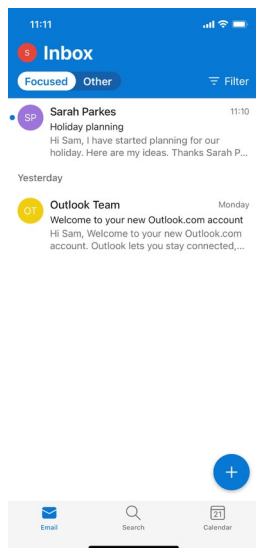 11:11
S Inbox
Focused Other Filter
SP Sarah Parkes 11:10
Holiday planning
Hi Sam, I have started planning for our
holiday. Here are my ideas. Thanks Sarah P...
Yesterday
OT Outlook Team Monday
Welcome to your new Outlook.com account
Hi Sam, Welcome to your new Outlook.com
account. Outlook lets you stay connected,...
+
21
Email Search Calendar